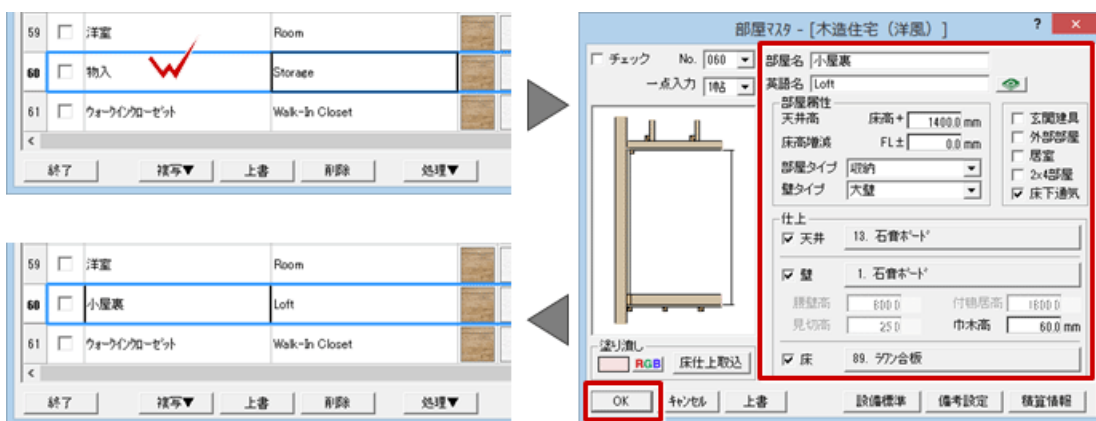 59 洋室 Room
60 物入 Storage
61 ウォークインクローゼット Walk-In Closet
終了 複写▼ 上書 削除 処理▼
部屋マスタ - [木造住宅（洋風）] ? ×
チェック No. 060
一点入力 1帖
部屋名 小屋裏
英語名 Loft
部屋属性
天井高 床高+ 1400.0 mm
床高増減 FL± 0.0 mm
部屋タイプ 収納
壁タイプ 大壁
玄関建具
外部部屋
居室
2x4部屋
床下通気
仕上
天井 13. 石膏ボード
壁 1. 石膏ボード
腰壁高 800.0 付鴨居高 1800.0
見切高 25.0 巾木高 60.0 mm
床 89. ラワン合板
塗り潰し
RGB 床仕上取込
OK キャンセル 上書 設備標準 備考設定 積算情報
59 洋室 Room
60 小屋裏 Loft
61 ウォークインクローゼット Walk-In Closet
終了 複写▼ 上書 削除 処理▼